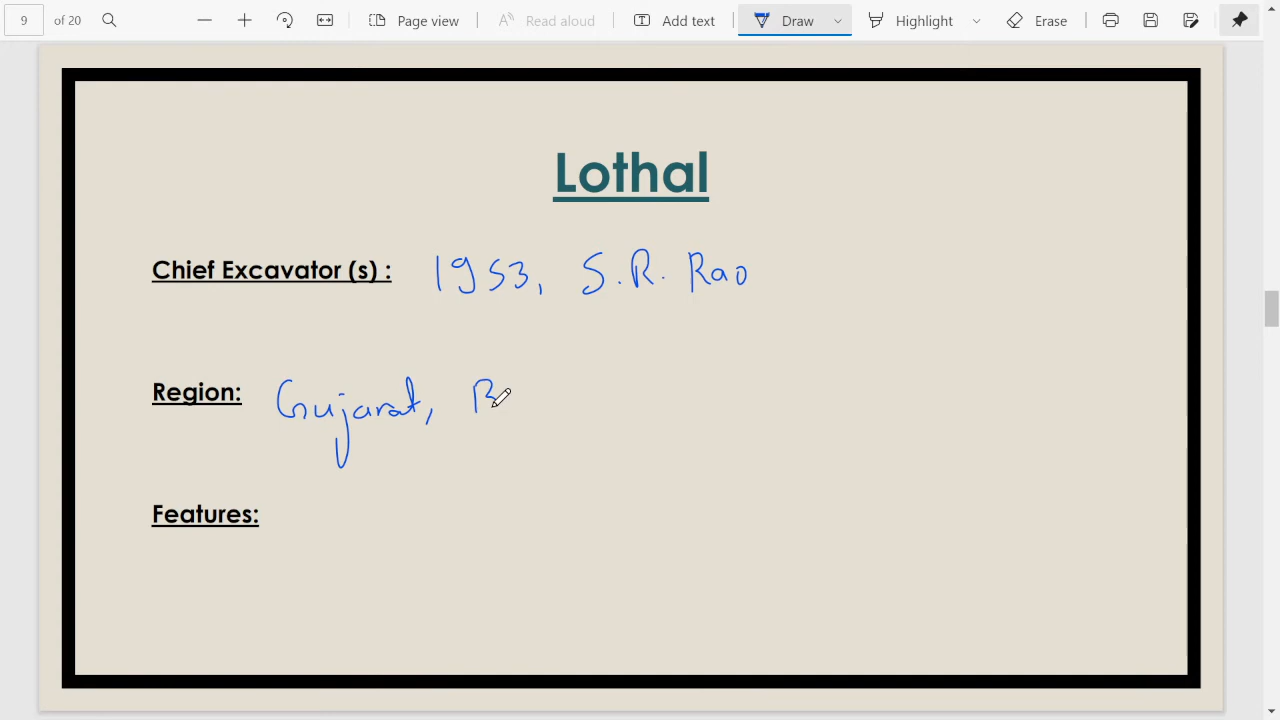 9 of 20 Page view Read aloud Add text Draw Highlight Erase
Lothal
Chief Excavator (s) : 1953, S.R. Rao
Region: Gujarat, B
Features: